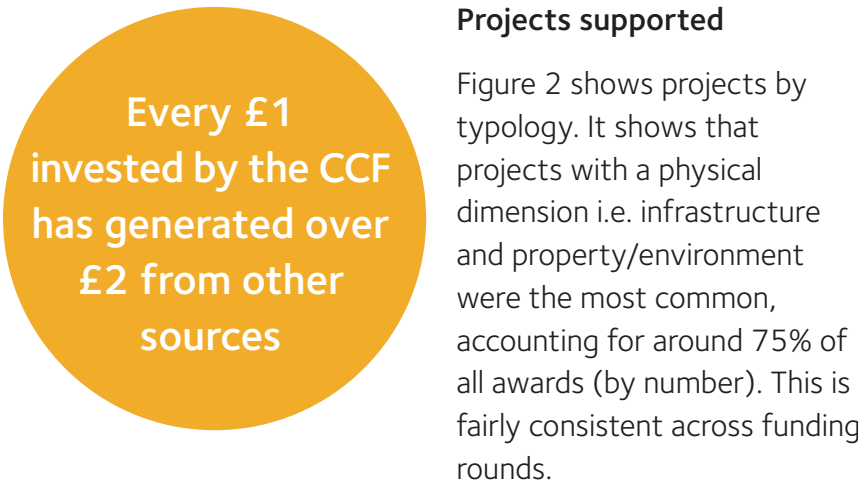 Every £1
invested by the CCF
has generated over
£2 from other
sources
Projects supported
Figure 2 shows projects by
typology. It shows that
projects with a physical
dimension i.e. infrastructure
and property/environment
were the most common,
accounting for around 75% of
all awards (by number). This is
fairly consistent across funding
rounds.